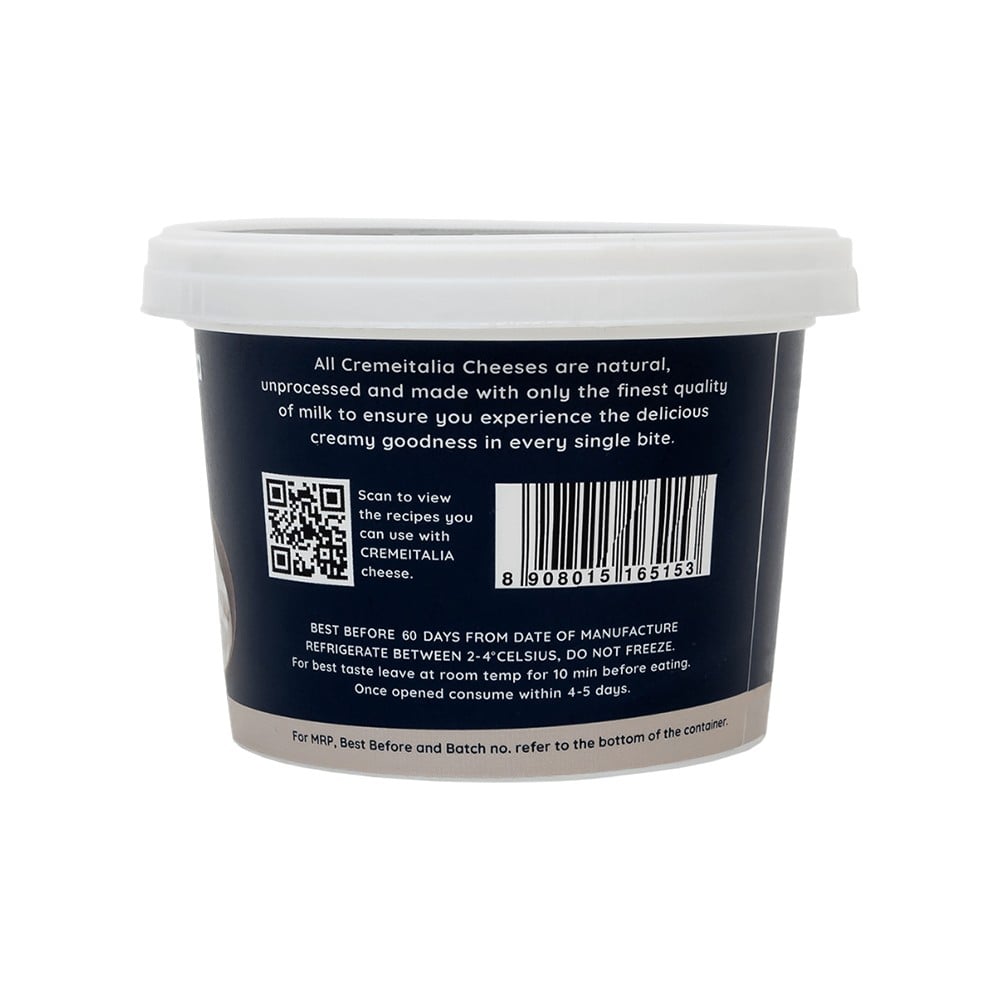 All Cremeitalia Cheeses are natural,
unprocessed and made with only the finest quality
of milk to ensure you experience the delicious
creamy goodness in every single bite.
Scan to view
the recipes you
can use with
CREMEITALIA
cheese.
8 908015 165153
BEST BEFORE 60 DAYS FROM DATE OF MANUFACTURE
REFRIGERATE BETWEEN 2-4°CELSIUS, DO NOT FREEZE.
For best taste leave at room temp for 10 min before eating.
Once opened consume within 4-5 days.
For MRP, Best Before and Batch no. refer to the bottom of the container.